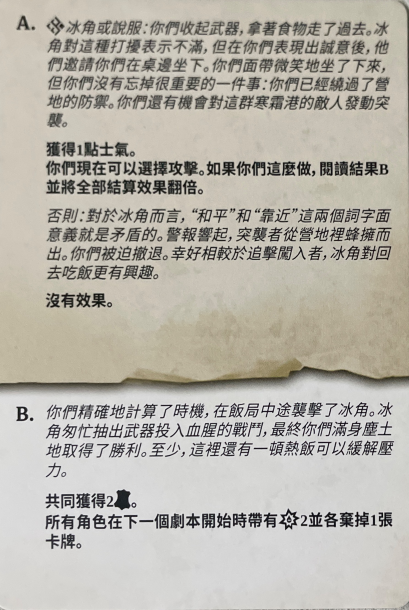 A. 冰角或說服：你們收起武器，拿著食物走了過去。冰
角對這種打擾表示不滿，但在你們表現出誠意後，他
們邀請你們在桌邊坐下。你們面帶微笑地坐了下來，
但你們沒有忘掉很重要的一件事：你們已經繞過了營
地的防禦。你們還有機會對這群寒霜港的敵人發動突
襲。
獲得1點士氣。
你們現在可以選擇攻擊。如果你們這麼做，閱讀結果B
並將全部結算效果翻倍。
否則：對於冰角而言，“和平”和“靠近”這兩個詞字面
意義就是矛盾的。警報響起，突襲者從營地裡蜂擁而
出。你們被迫撤退。幸好相較於追擊闖入者，冰角對回
去吃飯更有興趣。
沒有效果。
B. 你們精確地計算了時機，在飯局中途襲擊了冰角。冰
角匆忙抽出武器投入血腥的戰鬥，最終你們滿身塵土
地取得了勝利。至少，這裡還有一頓熱飯可以緩解壓
力。
共同獲得2。
所有角色在下一個劇本開始時帶有2並各棄掉1張
卡牌。